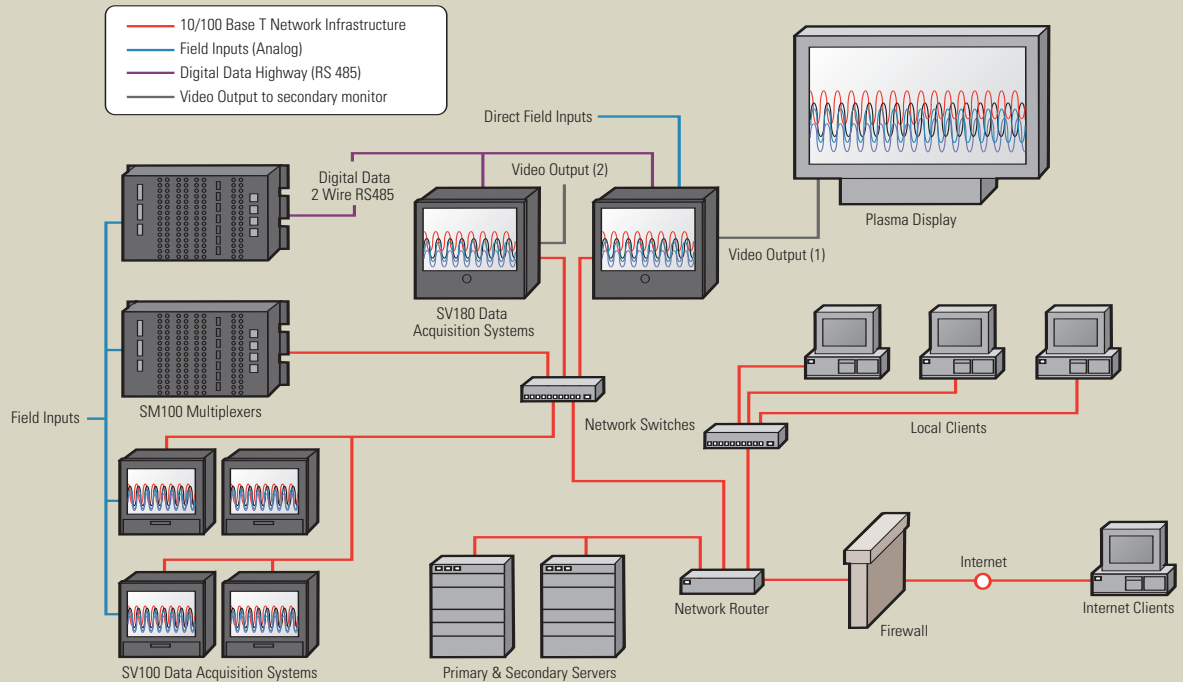 10/100 Base T Network Infrastructure
Field Inputs (Analog)
Digital Data Highway (RS 485)
Video Output to secondary monitor
Direct Field Inputs
Digital Data
2 Wire RS485
Video Output (2)
Plasma Display
Video Output (1)
SV180 Data
Acquisition Systems
SM100 Multiplexers
Field Inputs
Network Switches
Local Clients
Internet
Network Router
Internet Clients
Firewall
SV100 Data Acquisition Systems
Primary & Secondary Servers